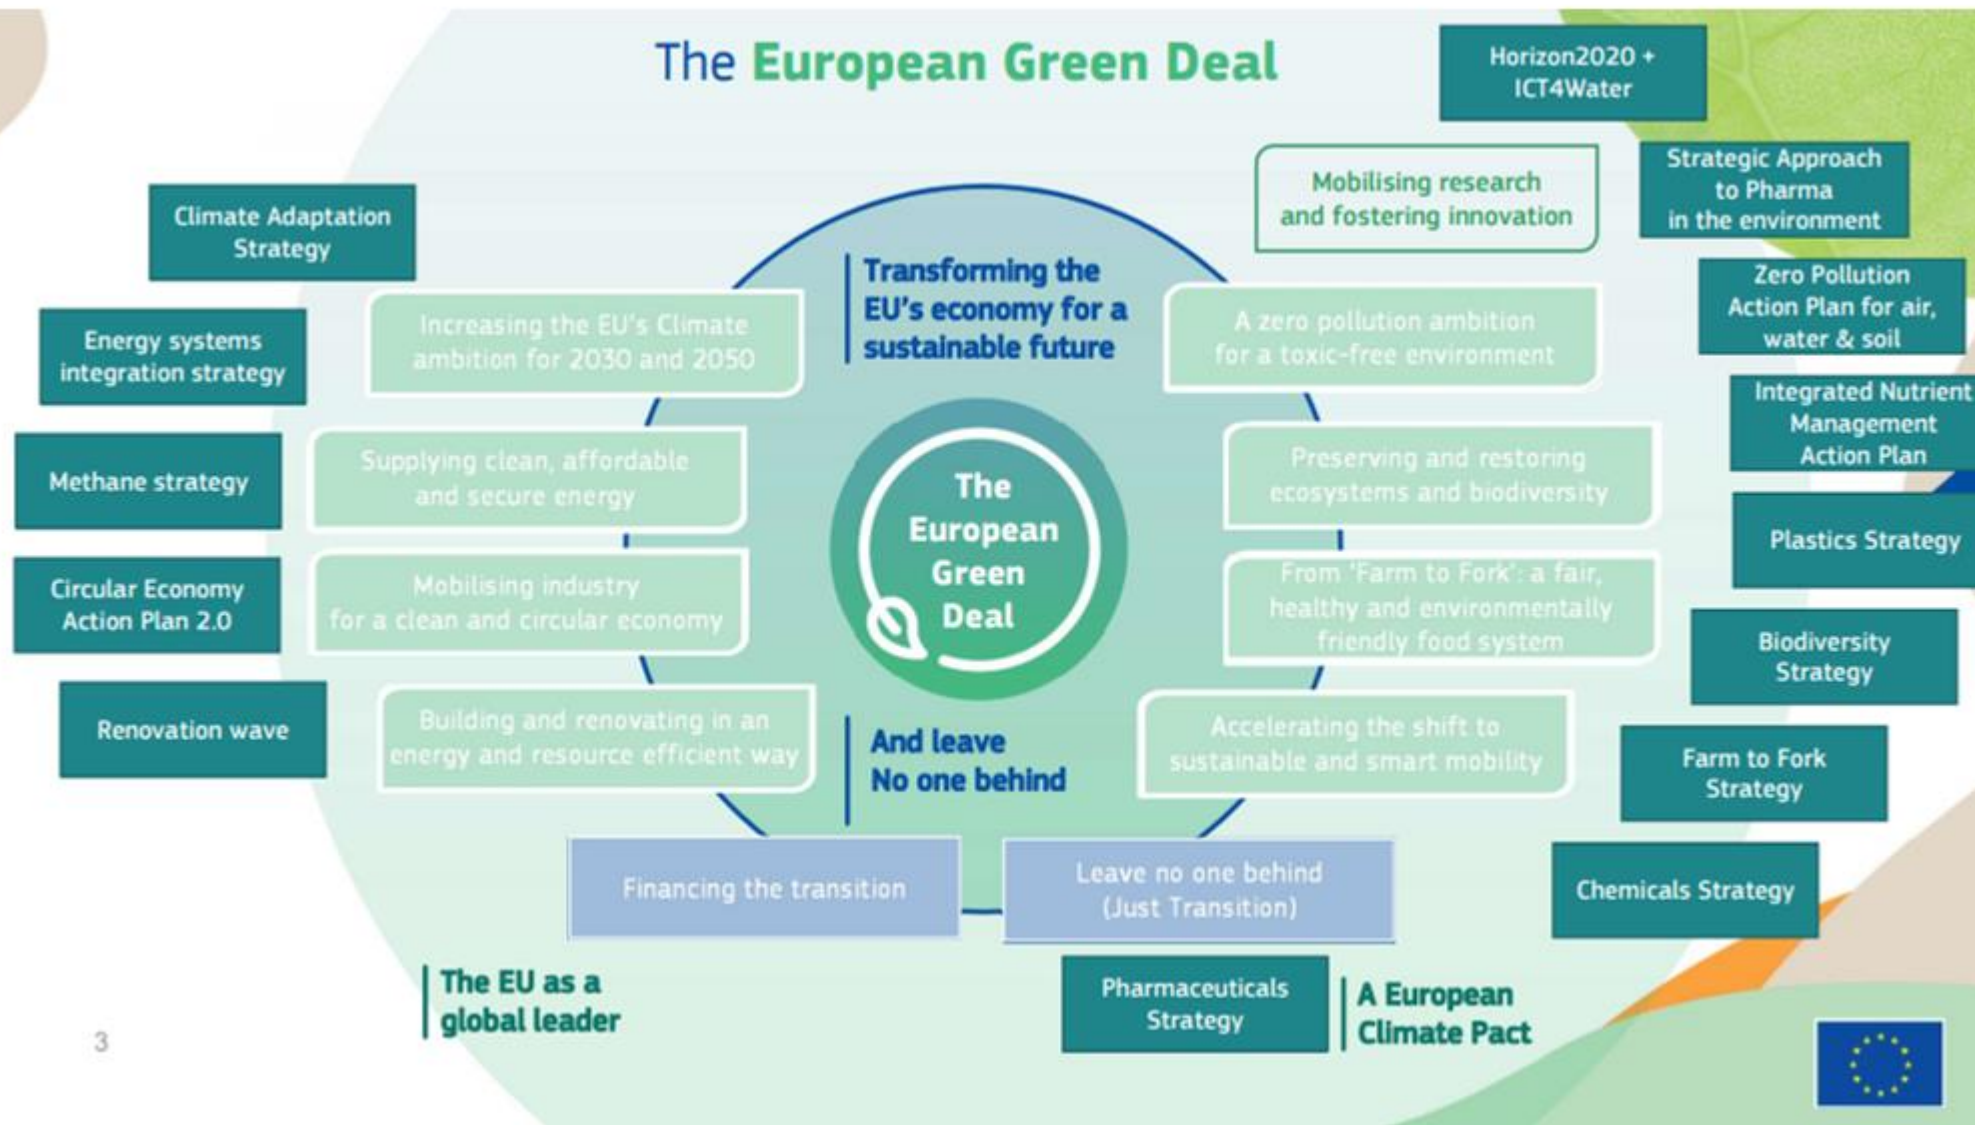 The European Green Deal
Horizon2020 +
ICT4Water
Mobilising research
and fostering innovation
Strategic Approach
to Pharma
in the environment
Climate Adaptation
Strategy
Transforming the
EU's economy for a
sustainable future
Zero Pollution
Action Plan for air,
water & soil
Energy systems
integration strategy
Increasing the EU's Climate
ambition for 2030 and 2050
A zero pollution ambition
for a toxic-free environment
Integrated Nutrient
Management
Action Plan
Methane strategy
Supplying clean, affordable
and secure energy
The
European
Green
Deal
Preserving and restoring
ecosystems and biodiversity
Plastics Strategy
Circular Economy
Action Plan 2.0
Mobilising industry
for a clean and circular economy
From 'Farm to Fork': a fair,
healthy and environmentally
friendly food system
Biodiversity
Strategy
Renovation wave
Building and renovating in an
energy and resource efficient way
And leave
No one behind
Accelerating the shift to
sustainable and smart mobility
Farm to Fork
Strategy
Financing the transition
Leave no one behind
(Just Transition)
Chemicals Strategy
The EU as a
global leader
Pharmaceuticals
Strategy
A European
Climate Pact
3